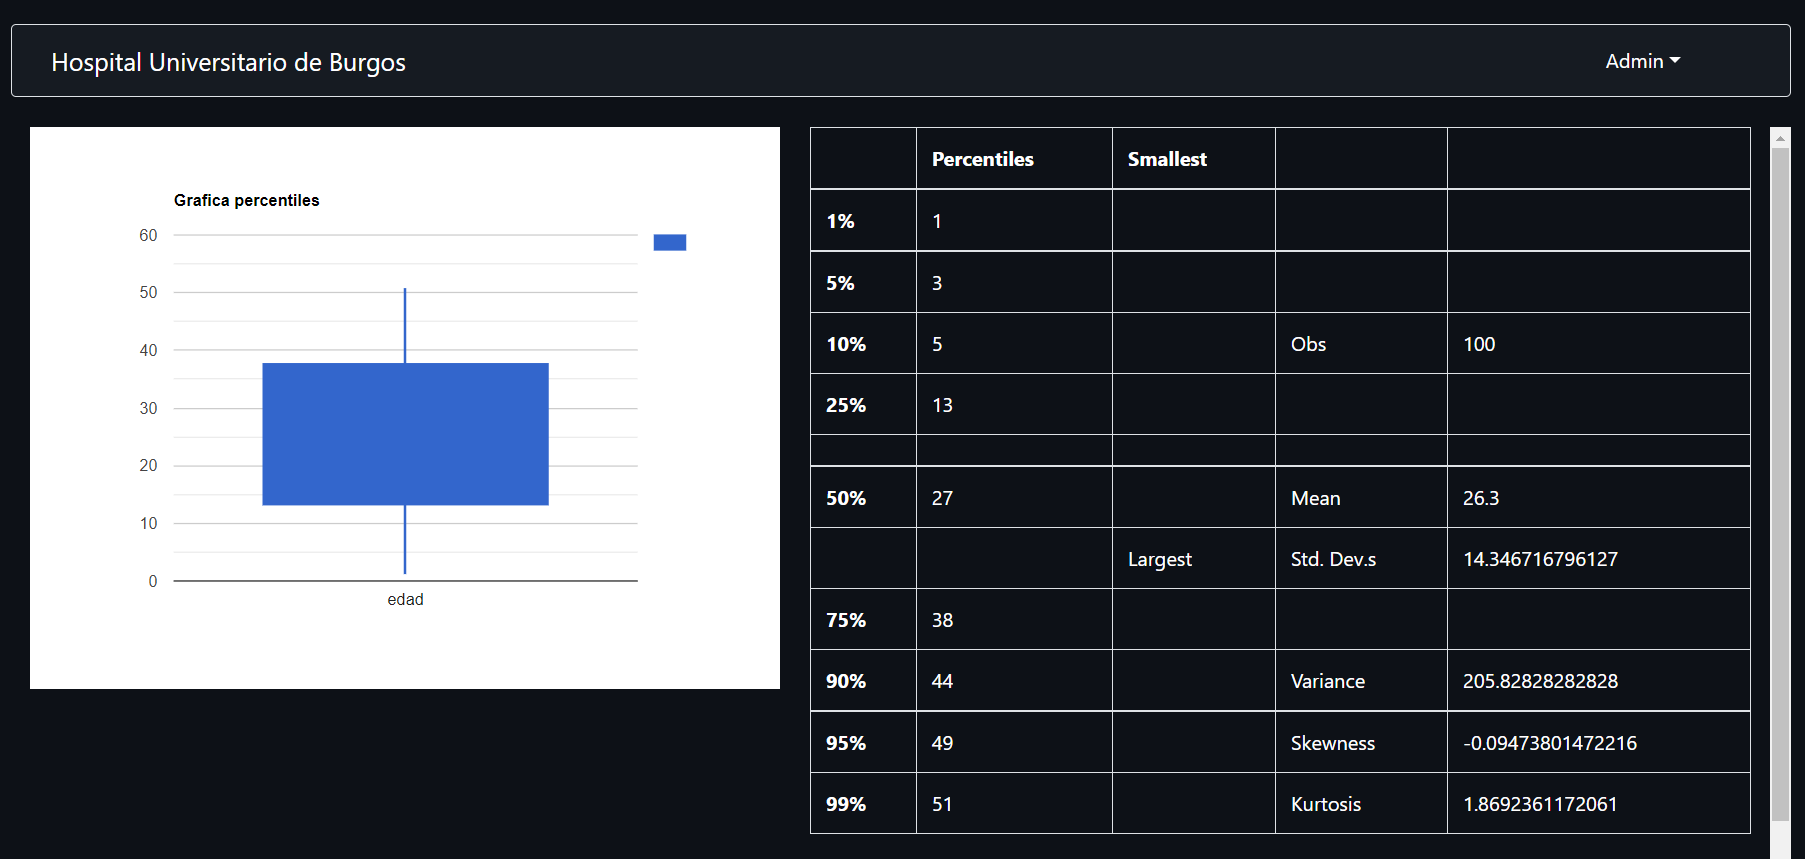 Hospital Universitario de Burgos
Admin
Grafica percentiles
60
50
40
30
20
10
0
edad
Percentiles Smallest
1% 1
5% 3
10% 5 Obs 100
25% 13
50% 27 Mean 26.3
Largest Std. Dev.s 14.346716796127
75% 38
90% 44 Variance 205.82828282828
95% 49 Skewness -0.09473801472216
99% 51 Kurtosis 1.8692361172061